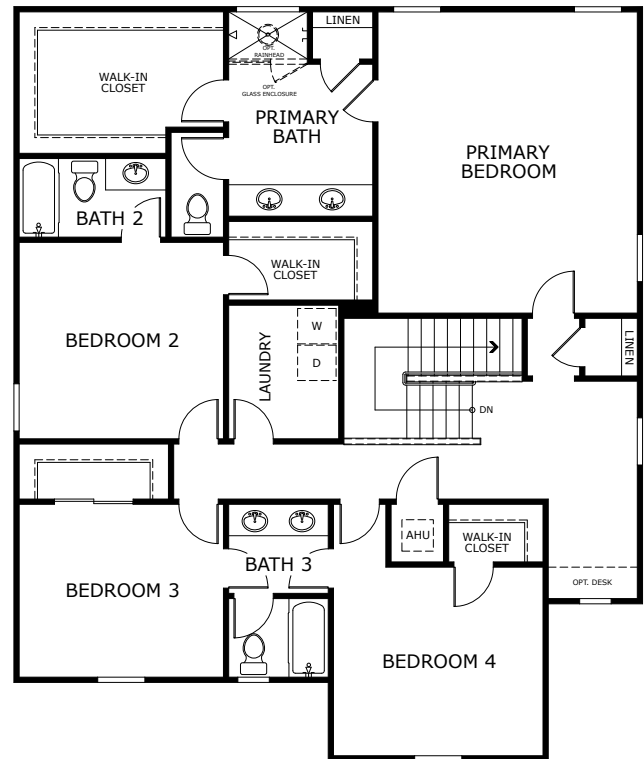 LINEN
OPT.
RAINHEAD
WALK-IN
CLOSET
OPT.
GLASS ENCLOSURE
PRIMARY
BATH
PRIMARY
BEDROOM
BATH 2
WALK-IN
CLOSET
W
BEDROOM 2
LAUNDRY
D
LINEN
DN
AHU
WALK-IN
CLOSET
BATH 3
BEDROOM 3
OPT. DESK
BEDROOM 4